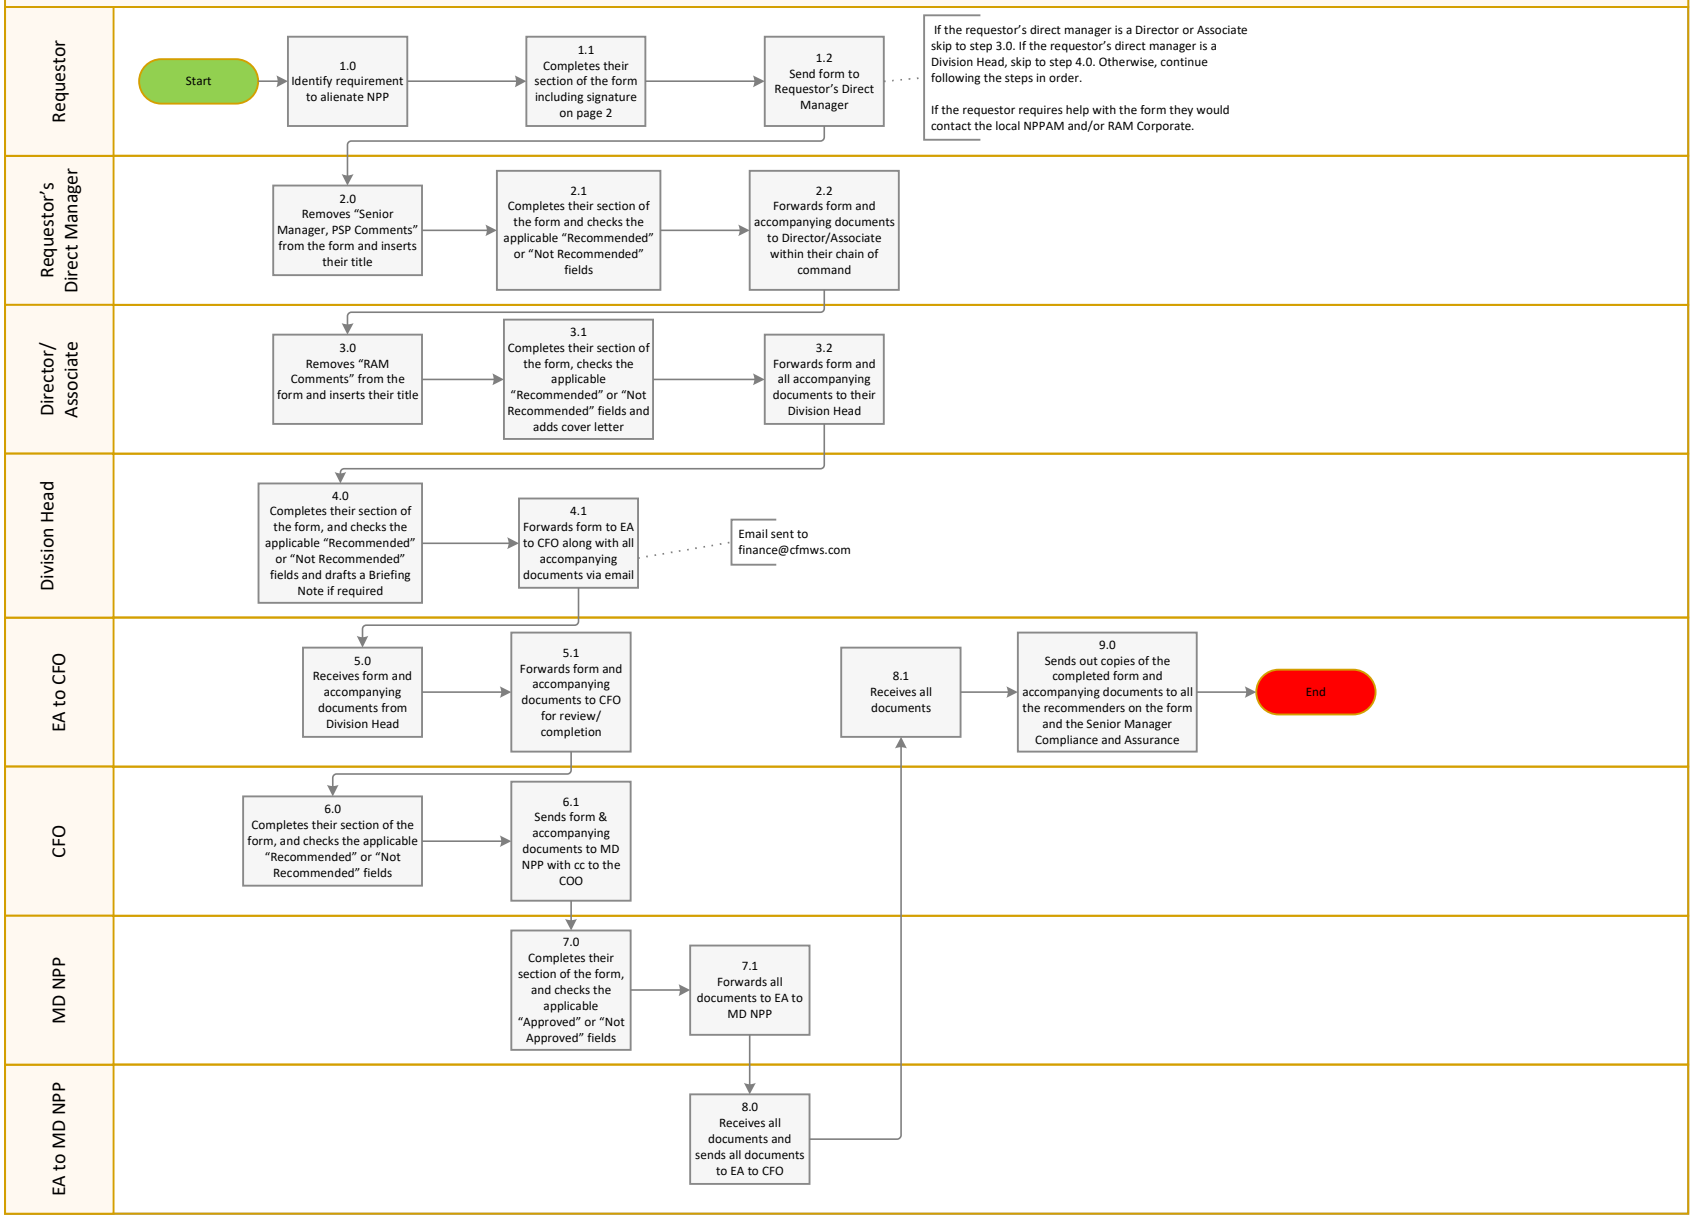 Requestor
Start
1.0
Identify requirement
to alienate NPP
1.1
Completes their
section of the form
including signature
on page 2
1.2
Send form to
Requestor’s Direct
Manager
If the requestor’s direct manager is a Director or Associate
skip to step 3.0. If the requestor’s direct manager is a
Division Head, skip to step 4.0. Otherwise, continue
following the steps in order.
If the requestor requires help with the form they would
contact the local NPPAM and/or RAM Corporate.
Requestor’s
Direct Manager
2.0
Removes “Senior
Manager, PSP Comments”
from the form and inserts
their title
2.1
Completes their section of
the form and checks the
applicable “Recommended”
or “Not Recommended”
fields
2.2
Forwards form and
accompanying documents
to Director/Associate
within their chain of
command
Director/
Associate
3.0
Removes “RAM
Comments” from the
form and inserts their title
3.1
Completes their section of
the form, checks the
applicable
“Recommended” or “Not
Recommended” fields and
adds cover letter
3.2
Forwards form and
all accompanying
documents to their
Division Head
Division Head
4.0
Completes their section of
the form, and checks the
applicable “Recommended”
or “Not Recommended”
fields and drafts a Briefing
Note if required
4.1
Forwards form to EA
to CFO along with all
accompanying
documents via email
Email sent to
finance@cfmws.com
EA to CFO
5.0
Receives form and
accompanying
documents from
Division Head
5.1
Forwards form and
accompanying
documents to CFO
for review/
completion
8.1
Receives all
documents
9.0
Sends out copies of the
completed form and
accompanying documents to all
the recommenders on the form
and the Senior Manager
Compliance and Assurance
End
CFO
6.0
Completes their section of the
form, and checks the applicable
“Recommended” or “Not
Recommended” fields
6.1
Sends form &
accompanying
documents to MD
NPP with cc to the
COO
MD NPP
7.0
Completes their
section of the form,
and checks the
applicable
“Approved” or “Not
Approved” fields
7.1
Forwards all
documents to EA to
MD NPP
EA to MD NPP
8.0
Receives all
documents and
sends all documents
to EA to CFO